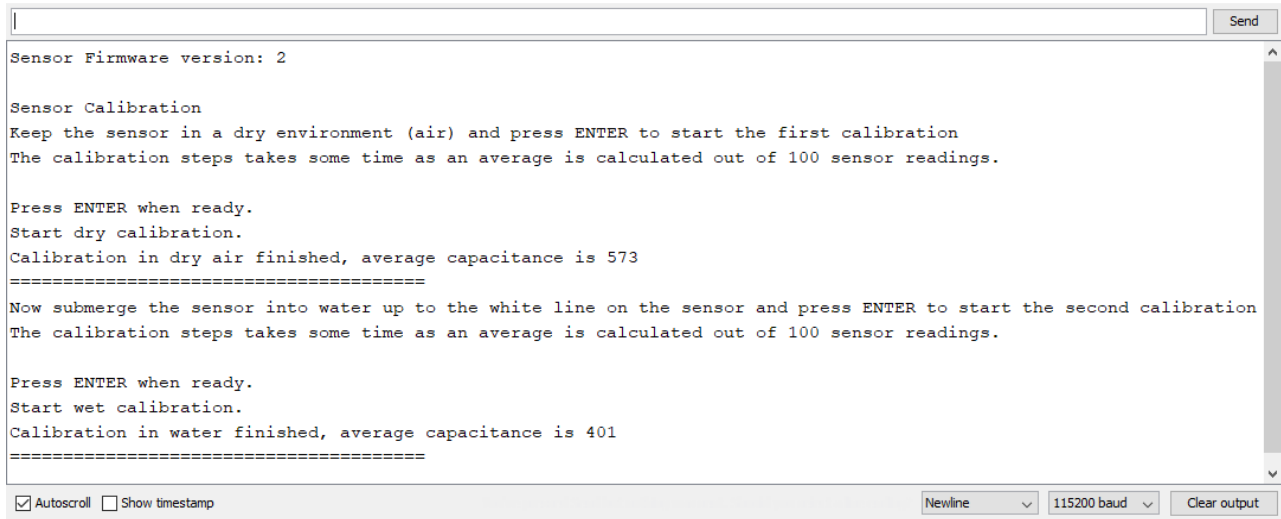 Send
Sensor Firmware version: 2
Sensor Calibration
Keep the sensor in a dry environment (air) and press ENTER to start the first calibration
The calibration steps takes some time as an average is calculated out of 100 sensor readings.
Press ENTER when ready.
Start dry calibration.
Calibration in dry air finished, average capacitance is 573
=======================================
Now submerge the sensor into water up to the white line on the sensor and press ENTER to start the second calibration
The calibration steps takes some time as an average is calculated out of 100 sensor readings.
Press ENTER when ready.
Start wet calibration.
Calibration in water finished, average capacitance is 401
=======================================
Autoscroll Show timestamp Newline 115200 baud Clear output